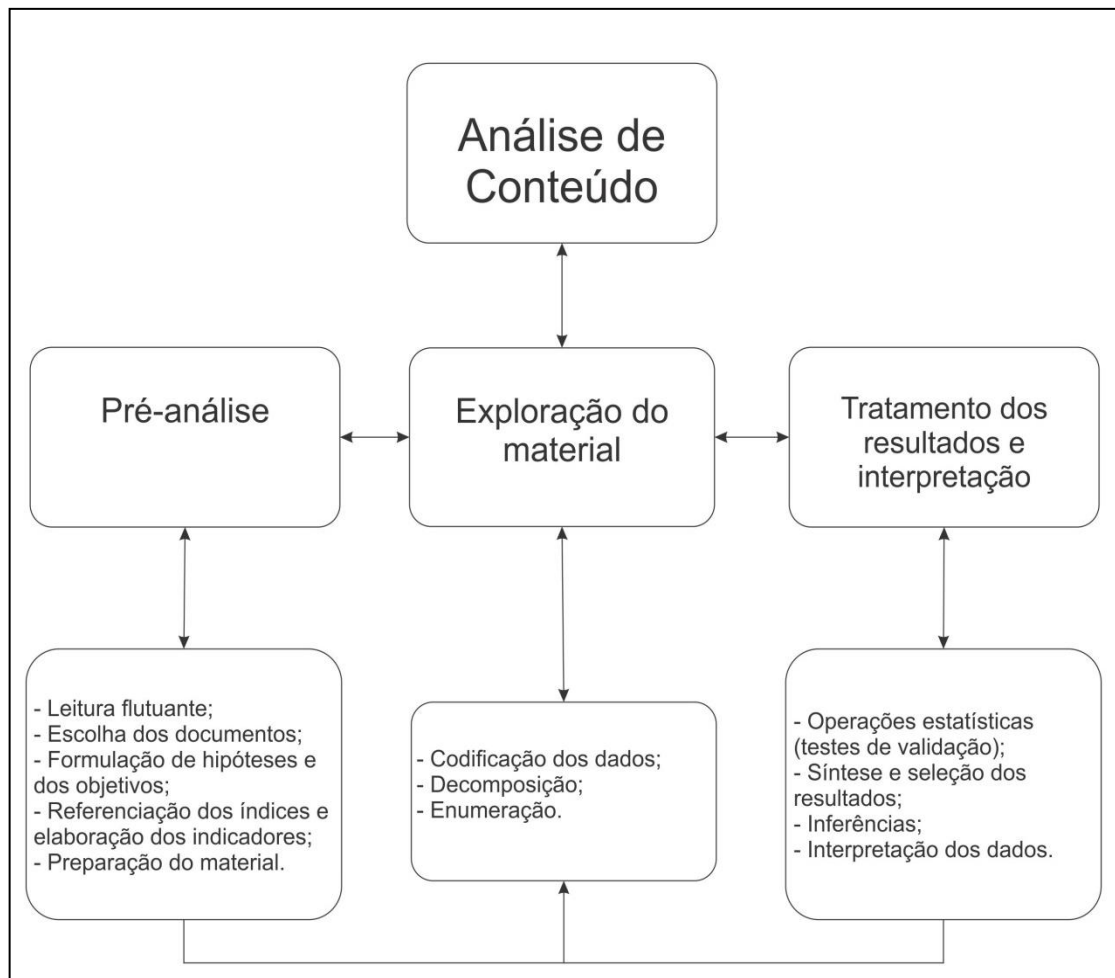 Análise de
Conteúdo
Pré-análise
Exploração do
material
Tratamento dos
resultados e
interpretação
- Leitura flutuante;
- Escolha dos documentos;
- Formulação de hipóteses e
dos objetivos;
- Referenciação dos índices e
elaboração dos indicadores;
- Preparação do material.
- Codificação dos dados;
- Decomposição;
- Enumeração.
- Operações estatísticas
(testes de validação);
- Síntese e seleção dos
resultados;
- Inferências;
- Interpretação dos dados.